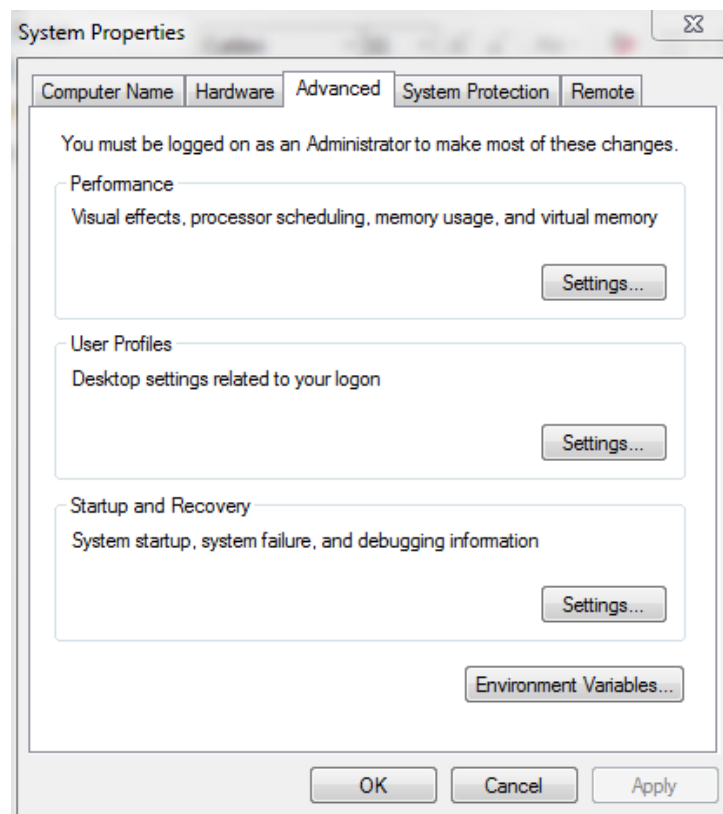 System Properties
Computer Name Hardware Advanced System Protection Remote
You must be logged on as an Administrator to make most of these changes.
Performance
Visual effects, processor scheduling, memory usage, and virtual memory
Settings...
User Profiles
Desktop settings related to your logon
Settings...
Startup and Recovery
System startup, system failure, and debugging information
Settings...
Environment Variables...
OK Cancel Apply